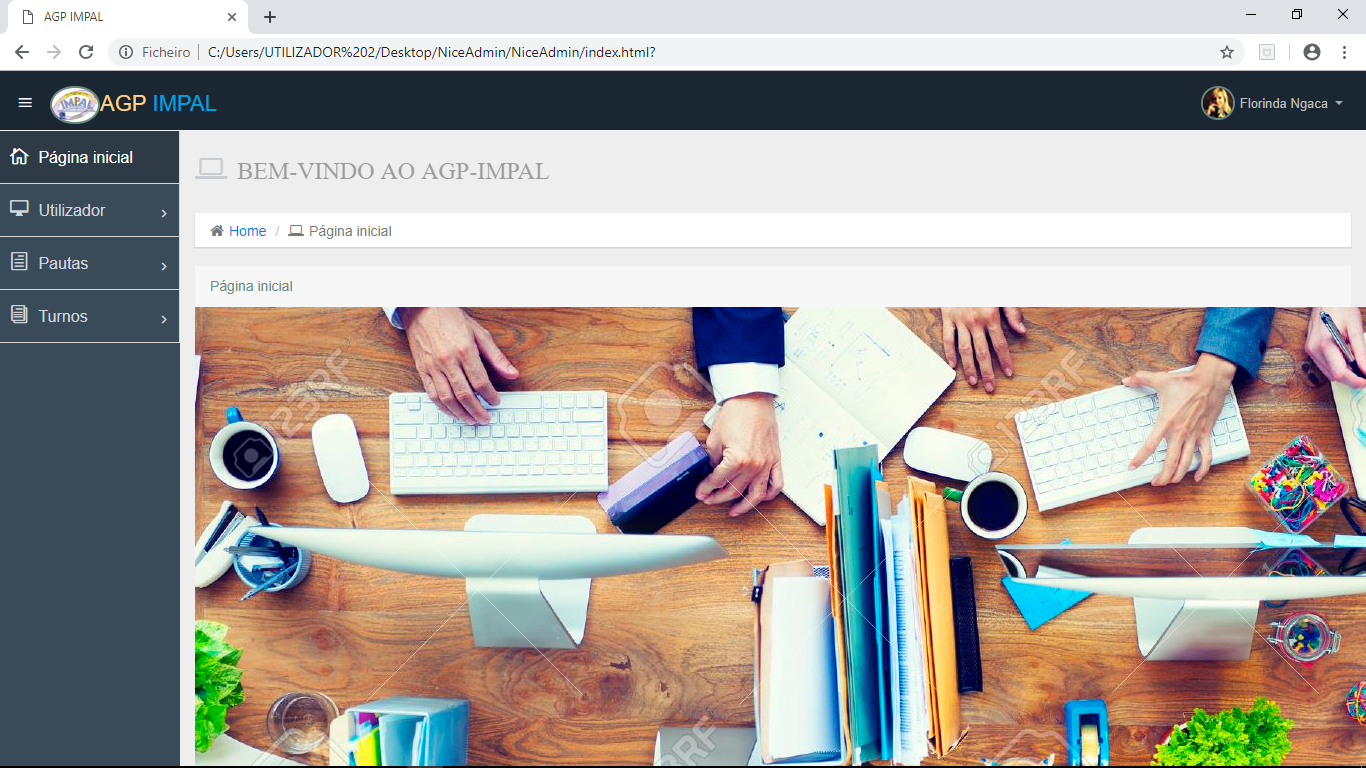 AGP IMPAL
Ficheiro
C:/Users/UTILIZADOR%202/Desktop/NiceAdmin/NiceAdmin/index.html?
IMPAL
AGP IMPAL
Florinda Ngaca
Página inicial
Utilizador
Pautas
Turnos
BEM-VINDO AO AGP-IMPAL
Home / Página inicial
Página inicial
123RF
123RF
123RF